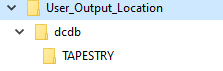 User_Output_Location
dcdb
TAPESTRY